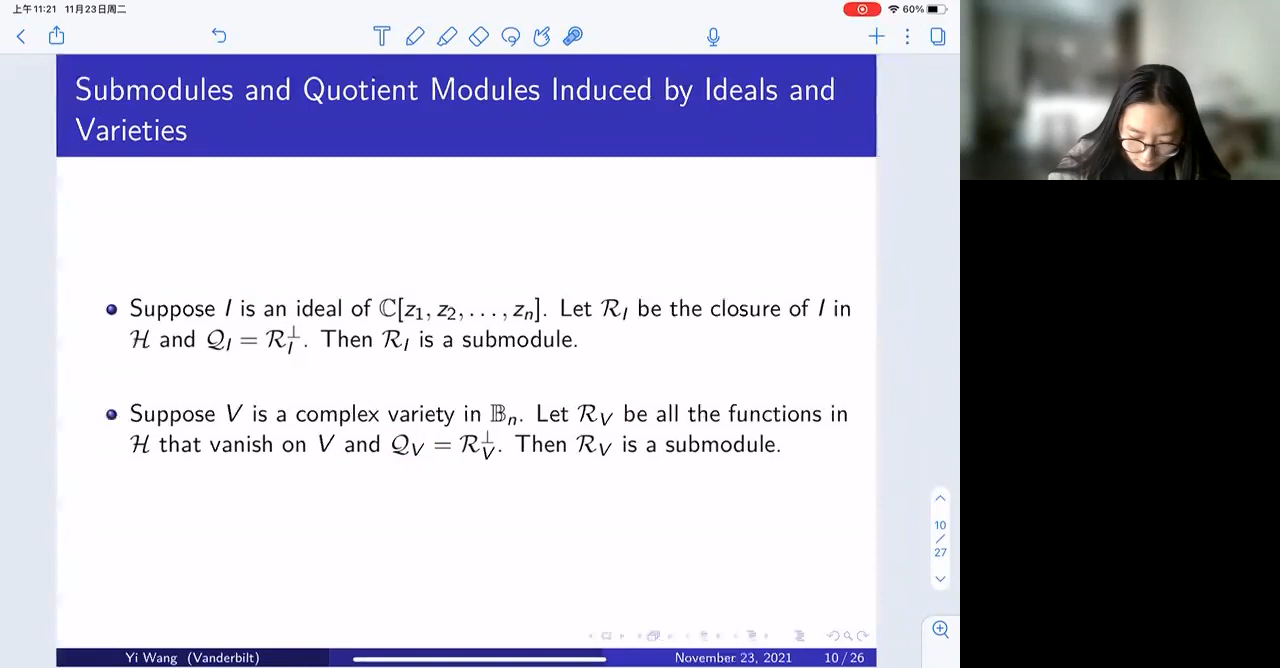 上午11:21 11月23日周二
60%
Submodules and Quotient Modules Induced by Ideals and
Varieties
Suppose I is an ideal of ℂ[z₁, z₂, . . . , zₙ]. Let 𝓡_I be the closure of I in
𝓗 and 𝓠_I = 𝓡_I^⊥. Then 𝓡_I is a submodule.
Suppose V is a complex variety in 𝔹ₙ. Let 𝓡_V be all the functions in
𝓗 that vanish on V and 𝓠_V = 𝓡_V^⊥. Then 𝓡_V is a submodule.
10
/
27
Yi Wang (Vanderbilt) November 23, 2021 10 / 26